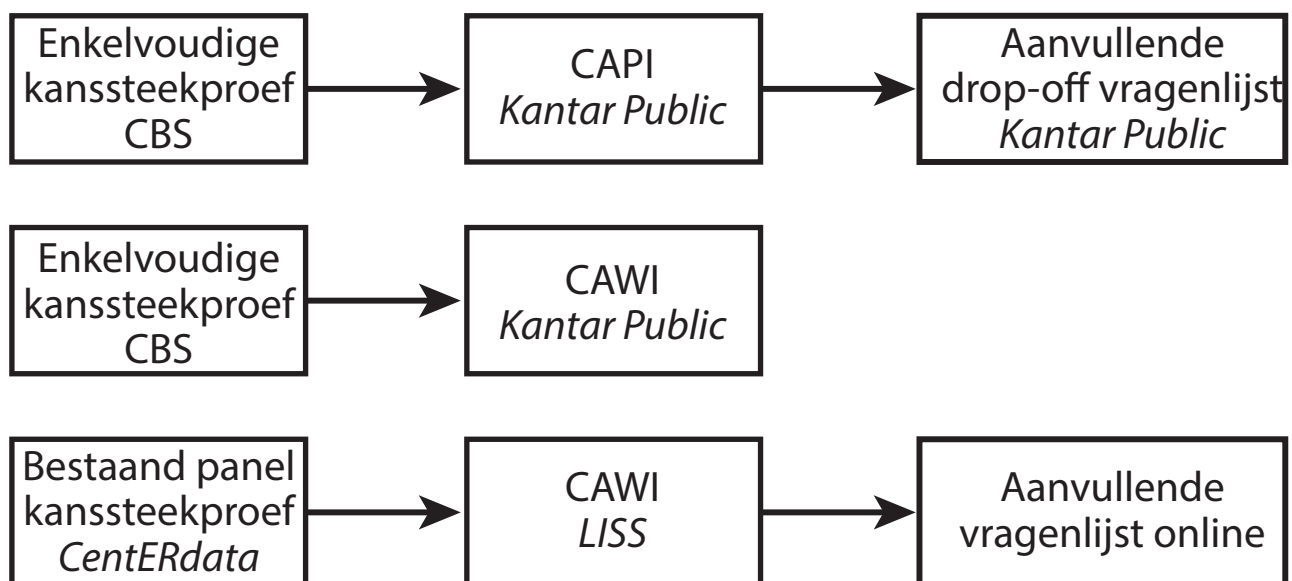 Enkelvoudige
kanssteekproef
CBS
CAPI
Kantar Public
Aanvullende
drop-off vragenlijst
Kantar Public
Enkelvoudige
kanssteekproef
CBS
CAWI
Kantar Public
Bestaand panel
kanssteekproef
CentERdata
CAWI
LISS
Aanvullende
vragenlijst online